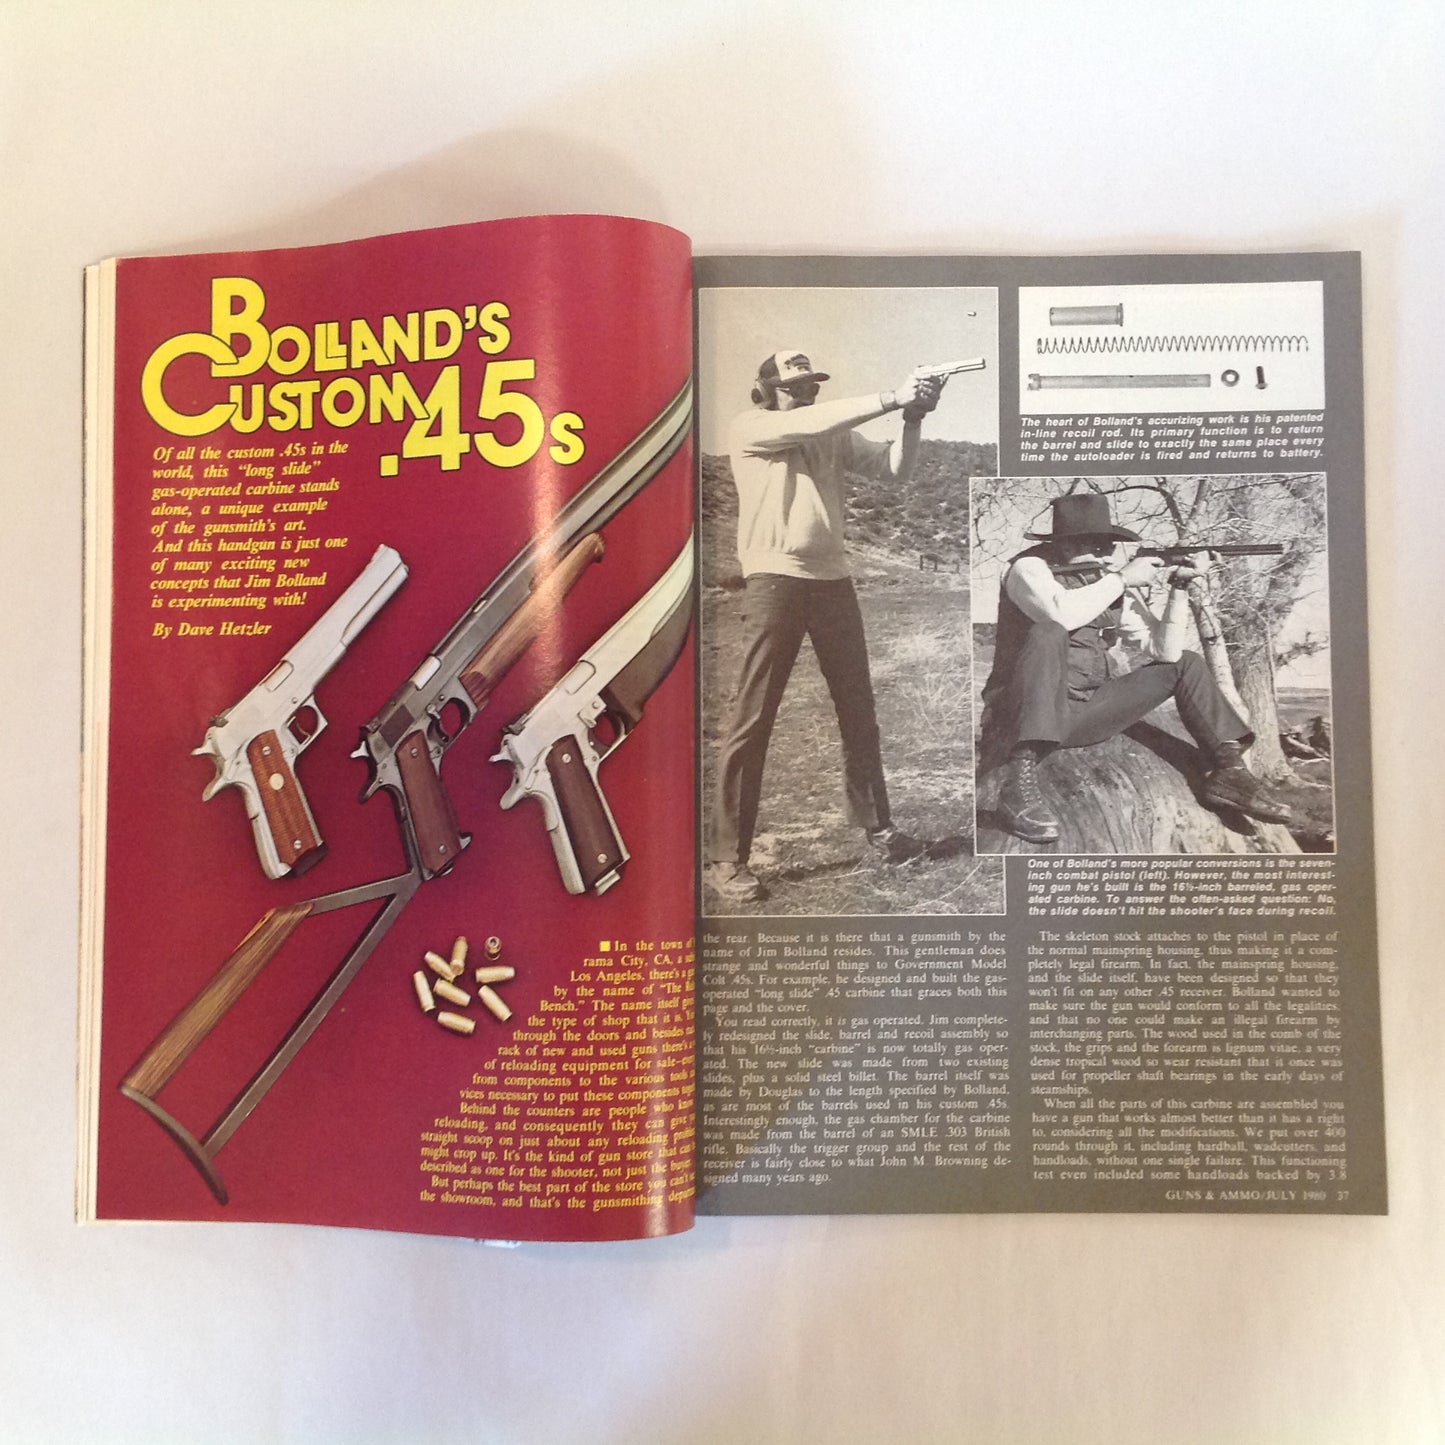 BOLLAND'S
CUSTOM .45s
Of all the custom .45s in the
world, this "long slide"
gas-operated carbine stands
alone, a unique example
of the gunsmith's art.
And this handgun is just one
of many exciting new
concepts that Jim Bolland
is experimenting with!
By Dave Hetzler
■ In the town of
rama City, CA, a
Los Angeles, there's a
by the name of "The
Bench." The name itself
the type of shop that it is.
through the doors and besides
rack of new and used guns there's
of reloading equipment for sale—
from components to the various tools
vices necessary to put these components
Behind the counters are people who
reloading, and consequently they can give
straight scoop on just about any reloading
might crop up. It's the kind of gun store that
described as one for the shooter, not just the buyer.
But perhaps the best part of the store you can't
the showroom, and that's the gunsmithing
The heart of Bolland's accurizing work is his patented
in-line recoil rod. Its primary function is to return
the barrel and slide to exactly the same place every
time the autoloader is fired and returns to battery.
One of Bolland's more popular conversions is the seven-
inch combat pistol (left). However, the most interest-
ing gun he's built is the 16½-inch barreled, gas oper-
ated carbine. To answer the often-asked question: No,
the slide doesn't hit the shooter's face during recoil.
the rear. Because it is there that a gunsmith by the
name of Jim Bolland resides. This gentleman does
strange and wonderful things to Government Model
Colt .45s. For example, he designed and built the gas-
operated "long slide" .45 carbine that graces both this
page and the cover.
You read correctly, it is gas operated. Jim complete-
ly redesigned the slide, barrel and recoil assembly so
that his 16½-inch "carbine" is now totally gas oper-
ated. The new slide was made from two existing
slides, plus a solid steel billet. The barrel itself was
made by Douglas to the length specified by Bolland,
as are most of the barrels used in his custom .45s.
Interestingly enough, the gas chamber for the carbine
was made from the barrel of an SMLE .303 British
rifle. Basically the trigger group and the rest of the
receiver is fairly close to what John M. Browning de-
signed many years ago.
The skeleton stock attaches to the pistol in place of
the normal mainspring housing, thus making it a com-
pletely legal firearm. In fact, the mainspring housing,
and the slide itself, have been designed so that they
won't fit on any other .45 receiver. Bolland wanted to
make sure the gun would conform to all the legalities,
and that no one could make an illegal firearm by
interchanging parts. The wood used in the comb of the
stock, the grips and the forearm is lignum vitae, a very
dense tropical wood so wear resistant that it once was
used for propeller shaft bearings in the early days of
steamships.
When all the parts of this carbine are assembled you
have a gun that works almost better than it has a right
to, considering all the modifications. We put over 400
rounds through it, including hardball, wadcutters, and
handloads, without one single failure. This functioning
test even included some handloads backed by 3.8
GUNS & AMMO/JULY 1980 37